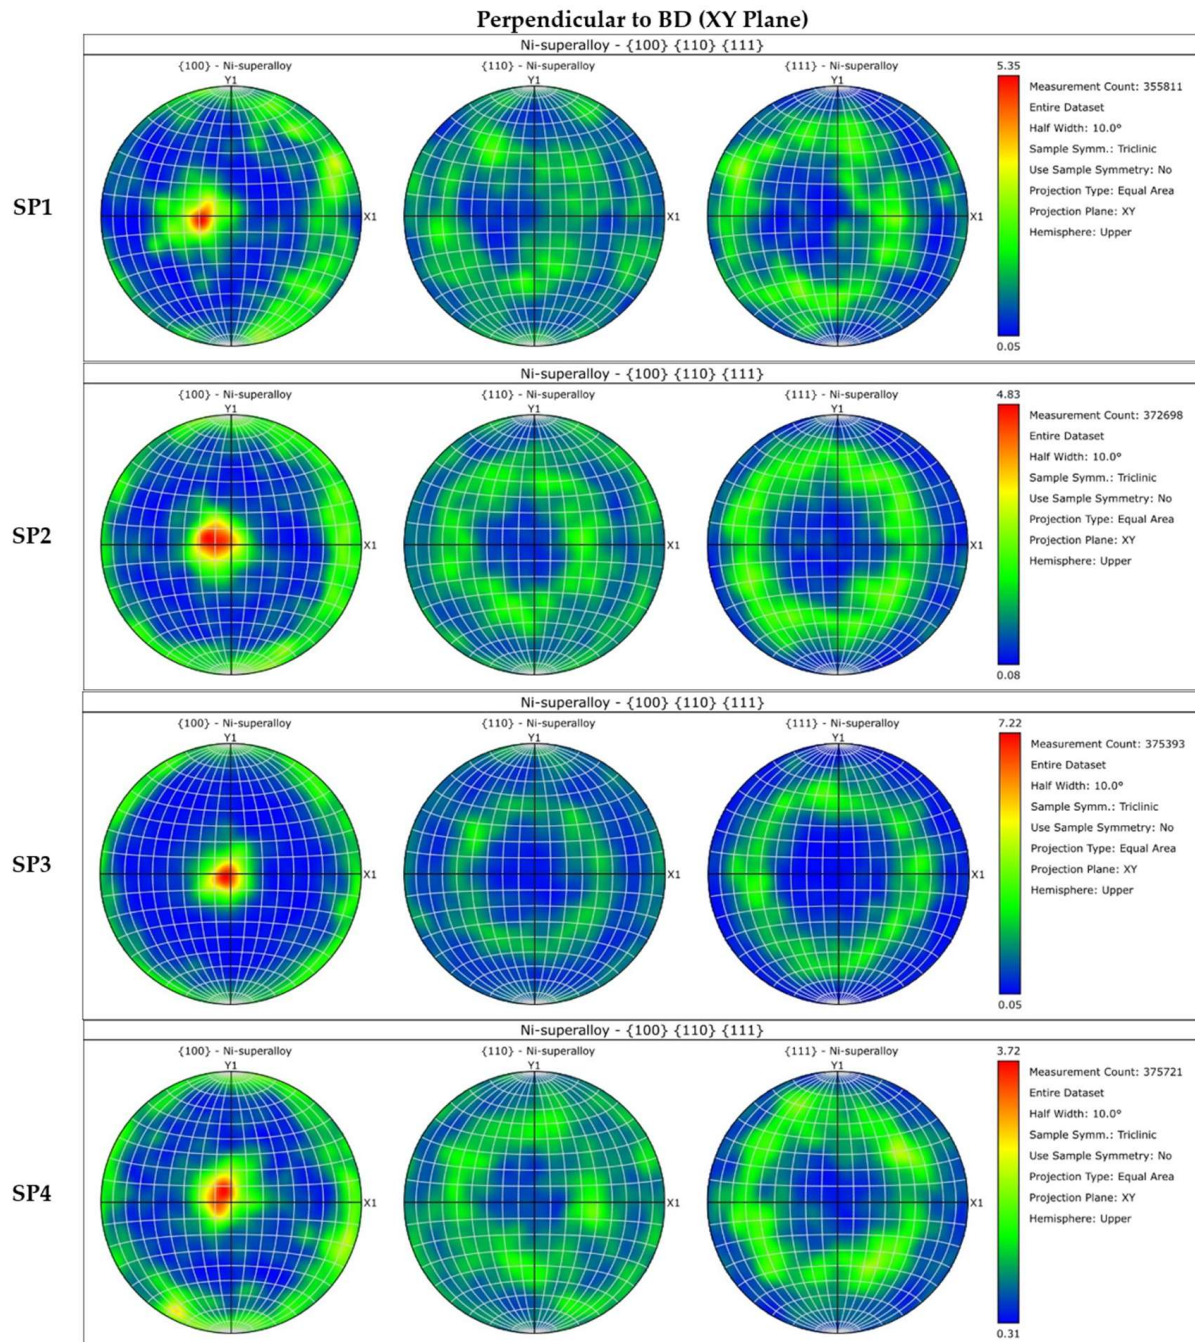 Perpendicular to BD (XY Plane)
Ni-superalloy - {100} {110} {111}
{100} - Ni-superalloy
{110} - Ni-superalloy
{111} - Ni-superalloy
Y1
Y1
Y1
X1
X1
X1
SP1
5.35
0.05
Measurement Count: 355811
Entire Dataset
Half Width: 10.0°
Sample Symm.: Triclinic
Use Sample Symmetry: No
Projection Type: Equal Area
Projection Plane: XY
Hemisphere: Upper
Ni-superalloy - {100} {110} {111}
{100} - Ni-superalloy
{110} - Ni-superalloy
{111} - Ni-superalloy
Y1
Y1
Y1
X1
X1
X1
SP2
4.83
0.08
Measurement Count: 372698
Entire Dataset
Half Width: 10.0°
Sample Symm.: Triclinic
Use Sample Symmetry: No
Projection Type: Equal Area
Projection Plane: XY
Hemisphere: Upper
Ni-superalloy - {100} {110} {111}
{100} - Ni-superalloy
{110} - Ni-superalloy
{111} - Ni-superalloy
Y1
Y1
Y1
X1
X1
X1
SP3
7.22
0.05
Measurement Count: 375393
Entire Dataset
Half Width: 10.0°
Sample Symm.: Triclinic
Use Sample Symmetry: No
Projection Type: Equal Area
Projection Plane: XY
Hemisphere: Upper
Ni-superalloy - {100} {110} {111}
{100} - Ni-superalloy
{110} - Ni-superalloy
{111} - Ni-superalloy
Y1
Y1
Y1
X1
X1
X1
SP4
3.72
0.31
Measurement Count: 375721
Entire Dataset
Half Width: 10.0°
Sample Symm.: Triclinic
Use Sample Symmetry: No
Projection Type: Equal Area
Projection Plane: XY
Hemisphere: Upper